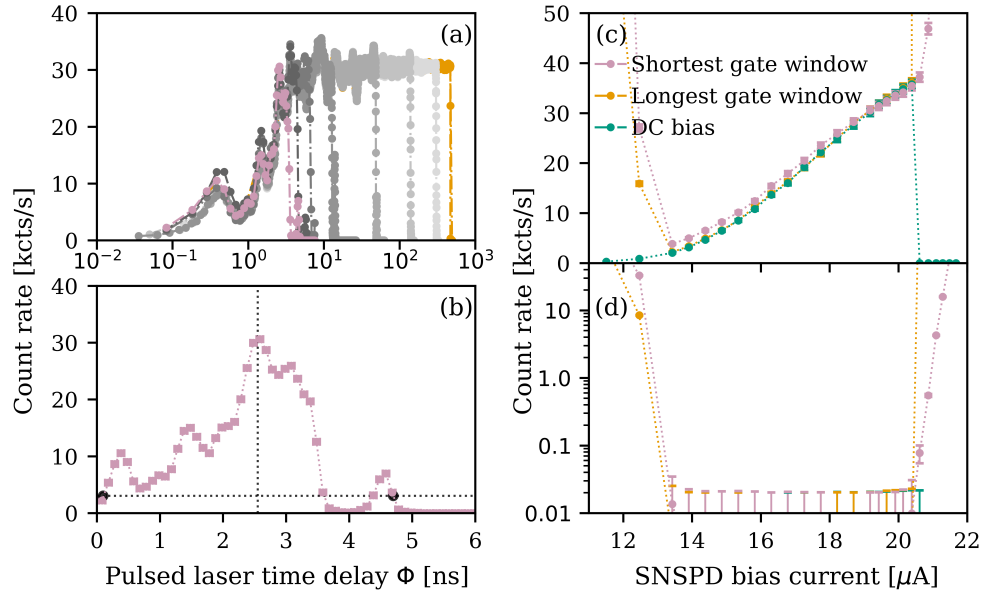 (a)
40
30
20
10
0
10⁻² 10⁻¹ 10⁰ 10¹ 10² 10³
Count rate [kcts/s]
(b)
40
30
20
10
0
0 1 2 3 4 5 6
Pulsed laser time delay Φ [ns]
(c)
Shortest gate window
Longest gate window
DC bias
50
40
30
20
10
0
Count rate [kcts/s]
(d)
10
1.0
0.1
0.01
12 14 16 18 20 22
SNSPD bias current [μA]